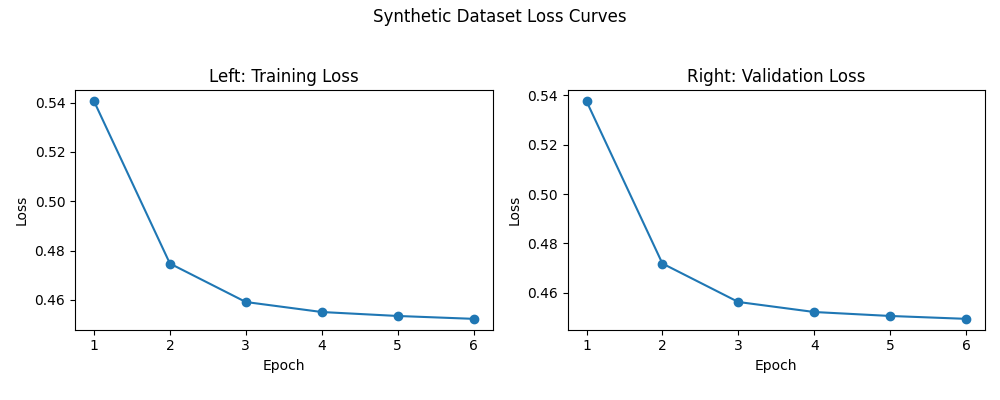 Synthetic Dataset Loss Curves
Left: Training Loss
0.54
0.52
0.50
0.48
0.46
Loss
1 2 3 4 5 6
Epoch
Right: Validation Loss
0.54
0.52
0.50
0.48
0.46
Loss
1 2 3 4 5 6
Epoch